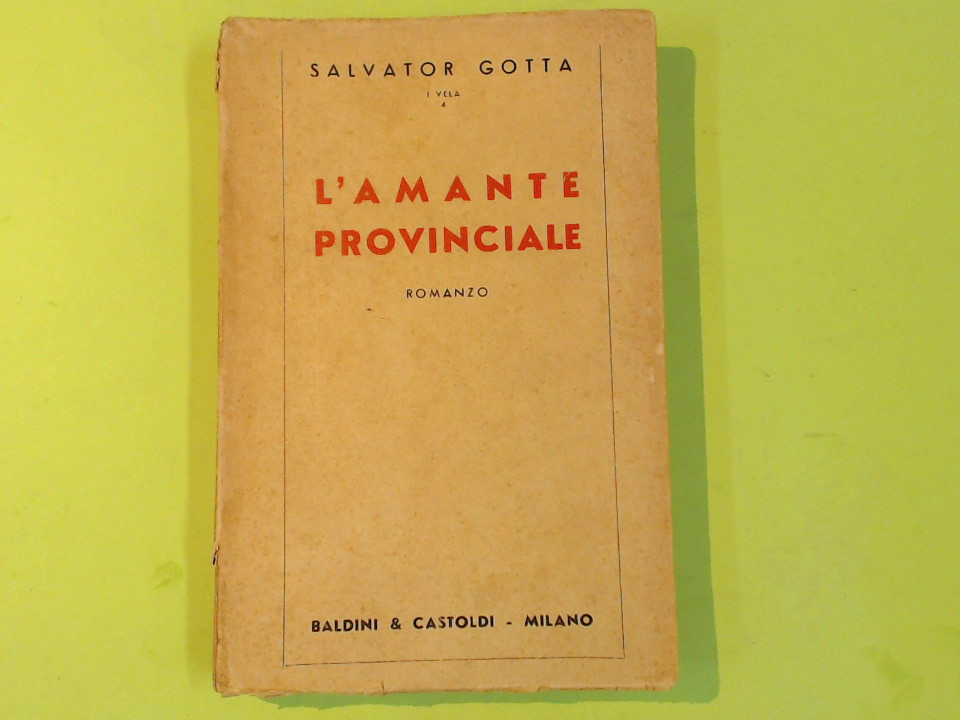 SALVATOR GOTTA
I VELA
4
L'AMANTE
PROVINCIALE
ROMANZO
BALDINI & CASTOLDI - MILANO